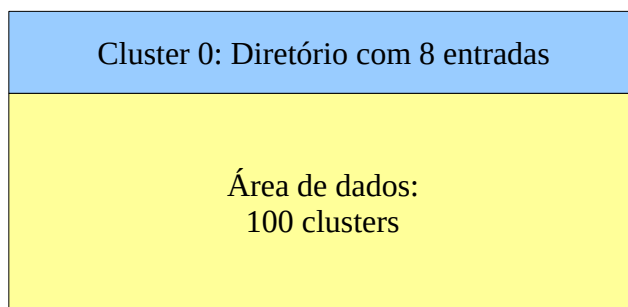 Cluster 0: Diretório com 8 entradas
Área de dados:
100 clusters